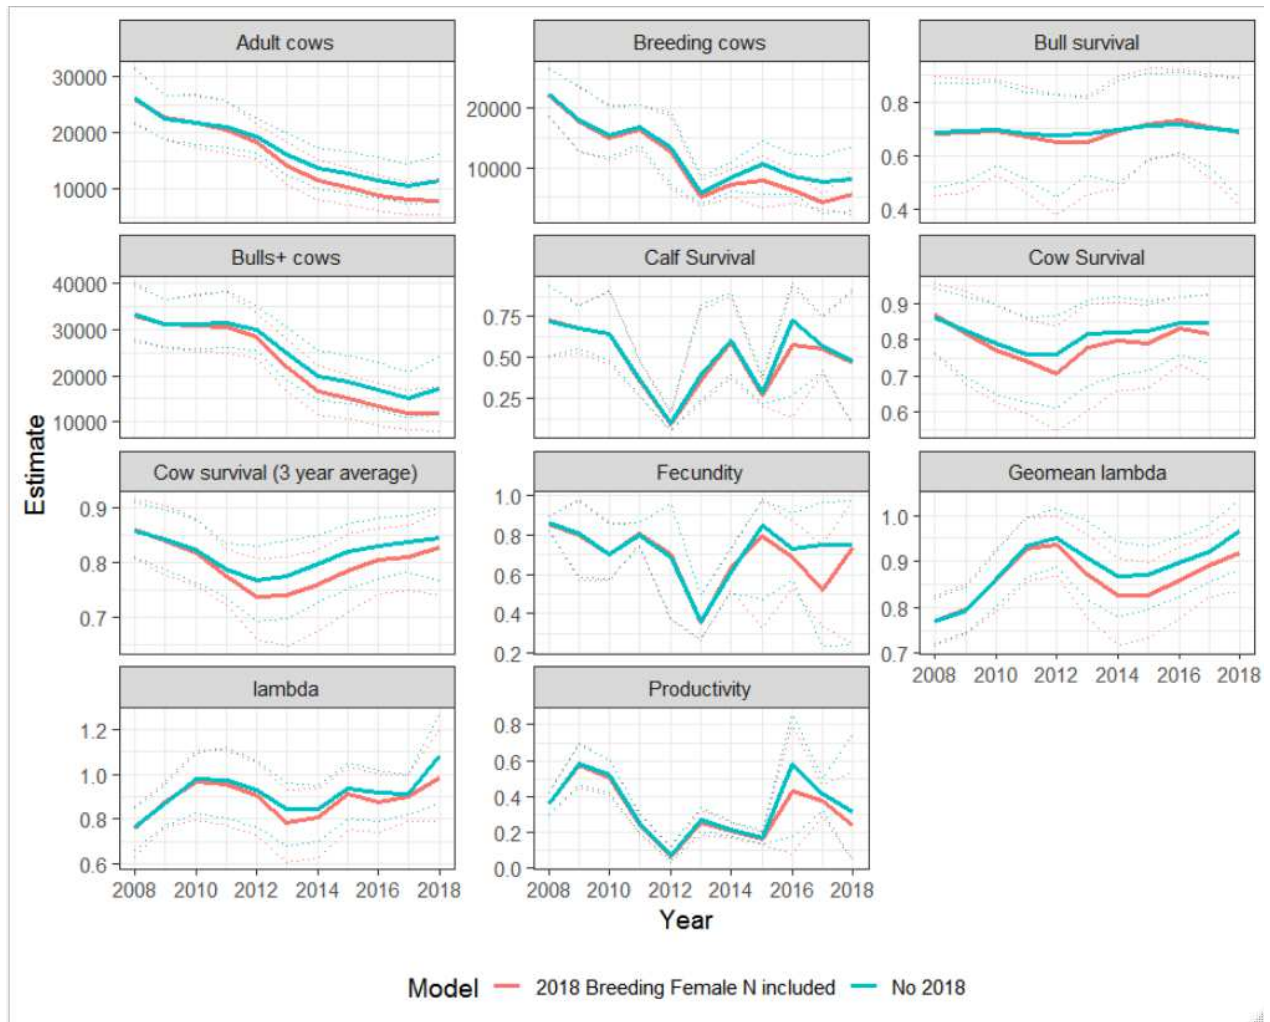 Adult cows
Breeding cows
Bull survival
30000
20000
10000
20000
10000
0.8
0.6
0.4
Bulls+ cows
Calf Survival
Cow Survival
40000
30000
20000
10000
0.75
0.50
0.25
0.9
0.8
0.7
0.6
Estimate
Cow survival (3 year average)
Fecundity
Geomean lambda
0.9
0.8
0.7
1.0
0.8
0.6
0.4
0.2
1.0
0.9
0.8
0.7
2008 2010 2012 2014 2016 2018
lambda
Productivity
1.2
1.0
0.8
0.6
0.8
0.6
0.4
0.2
0.0
2008 2010 2012 2014 2016 2018
2008 2010 2012 2014 2016 2018
Year
Model 2018 Breeding Female N included No 2018